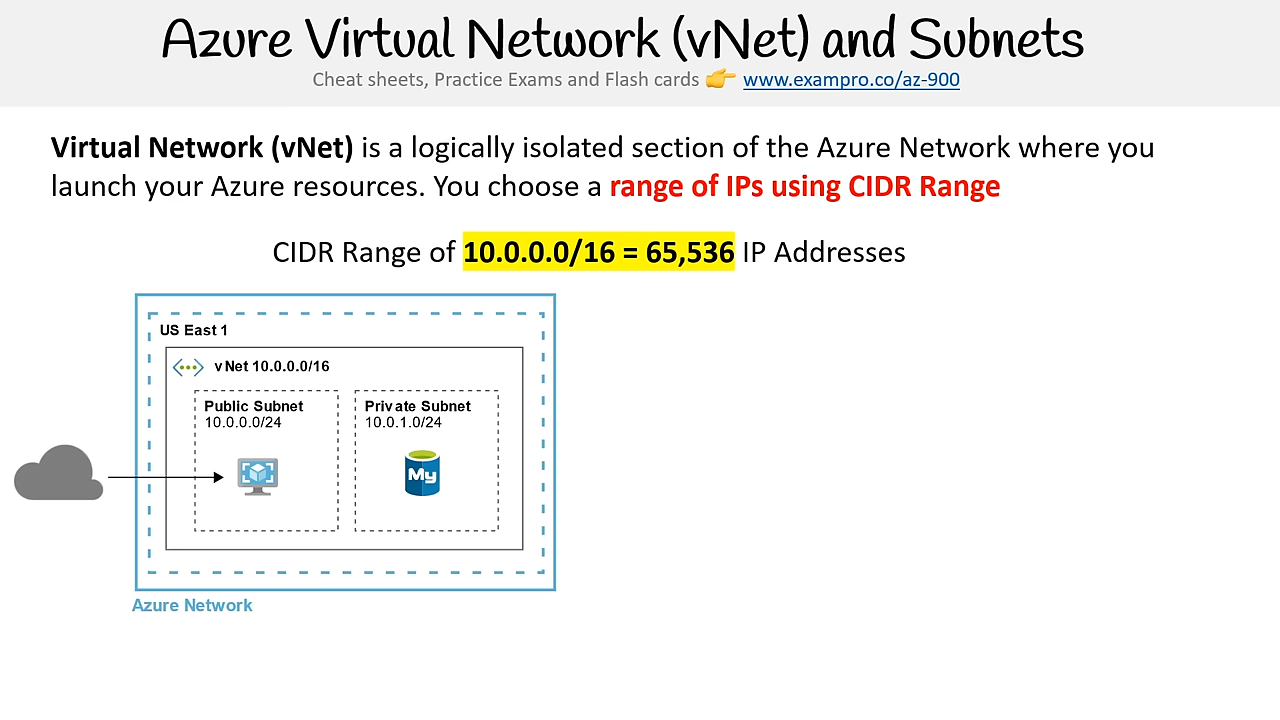 Azure Virtual Network (vNet) and Subnets
Cheat sheets, Practice Exams and Flash cards 👉 www.exampro.co/az-900
Virtual Network (vNet) is a logically isolated section of the Azure Network where you
launch your Azure resources. You choose a range of IPs using CIDR Range
CIDR Range of 10.0.0.0/16 = 65,536 IP Addresses
US East 1
vNet 10.0.0.0/16
Public Subnet
10.0.0.0/24
Private Subnet
10.0.1.0/24
My
Azure Network